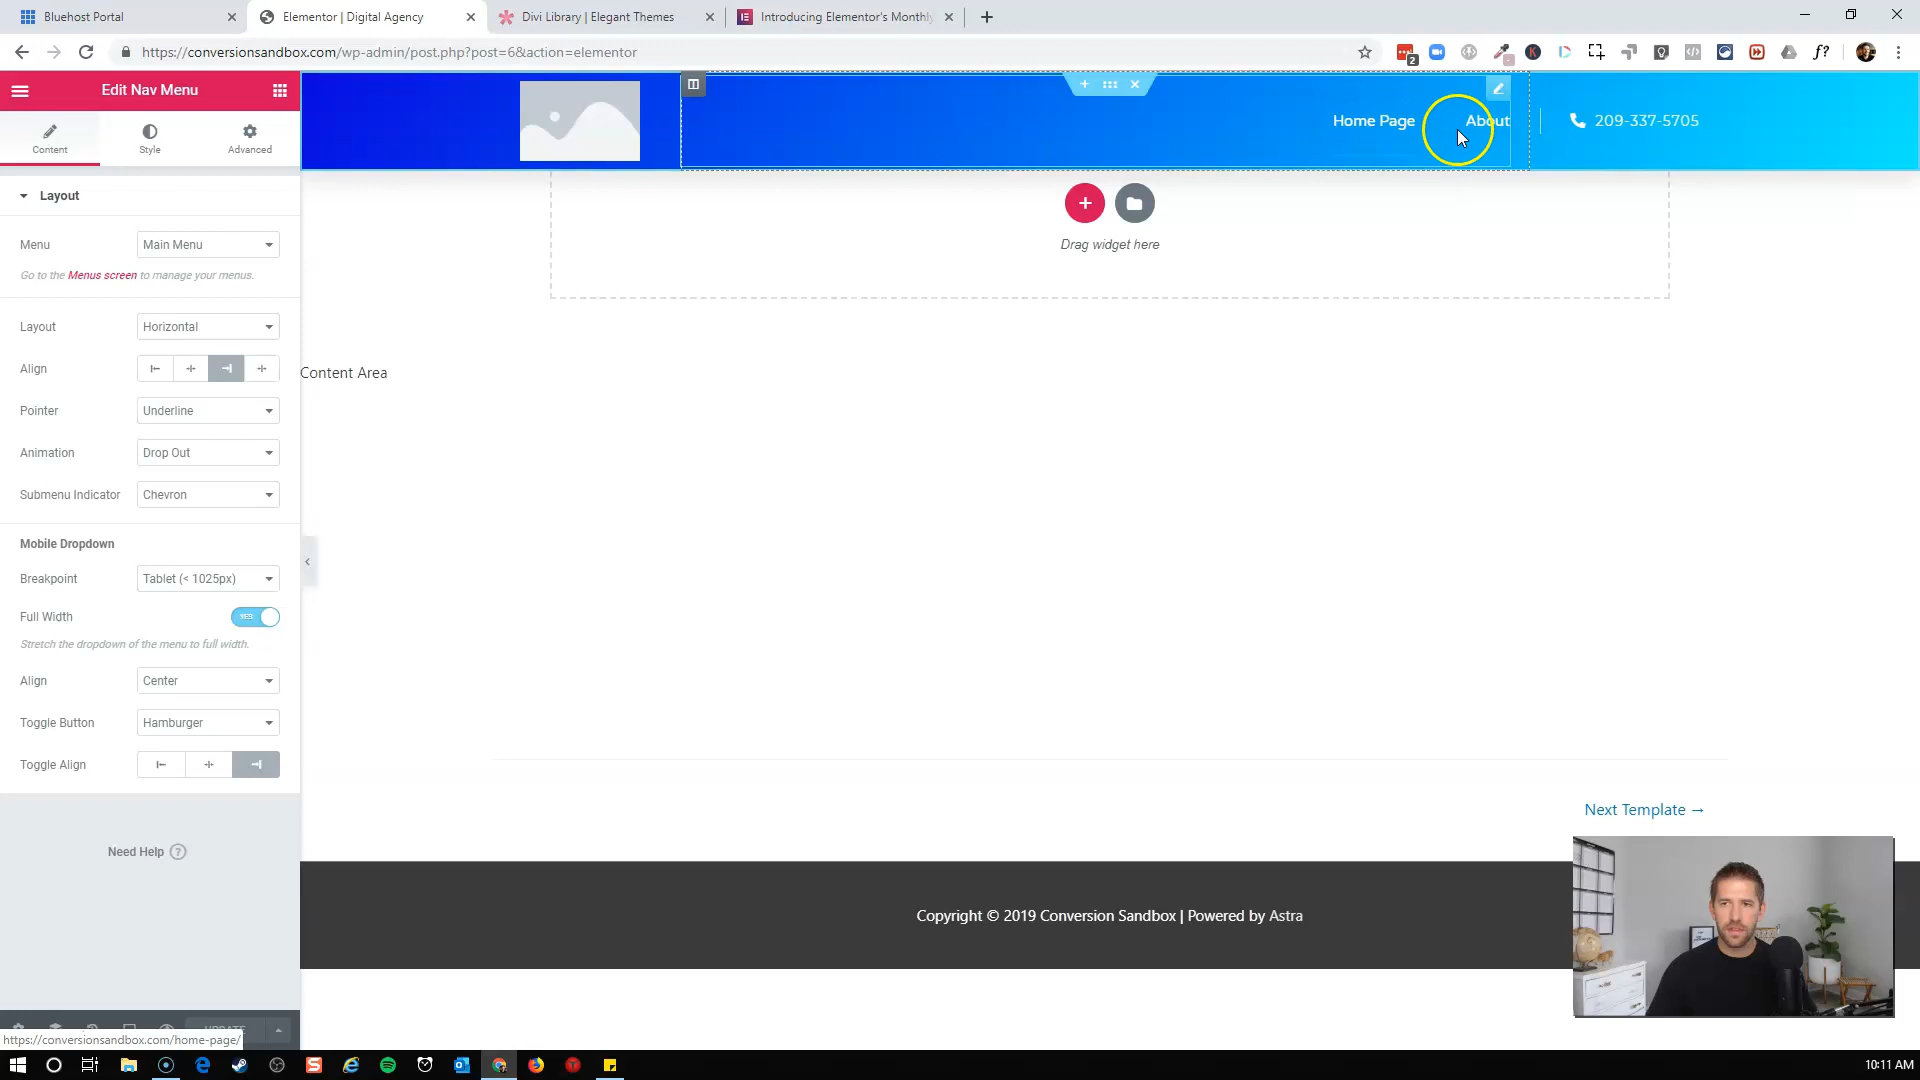 Bluehost Portal
Elementor | Digital Agency
Divi Library | Elegant Themes
Introducing Elementor's Monthly
https://conversionsandbox.com/wp-admin/post.php?post=6&action=elementor
2
K
f?
Edit Nav Menu
Content
Style
Advanced
Layout
Menu
Main Menu
Go to the Menus screen to manage your menus.
Layout
Horizontal
Align
Pointer
Underline
Animation
Drop Out
Submenu Indicator
Chevron
Mobile Dropdown
Breakpoint
Tablet (< 1025px)
Full Width
YES
Stretch the dropdown of the menu to full width.
Align
Center
Toggle Button
Hamburger
Toggle Align
Need Help ?
UPDATE
https://conversionsandbox.com/home-page/
Home Page
About
209-337-5705
Drag widget here
Content Area
Next Template →
Copyright © 2019 Conversion Sandbox | Powered by Astra
10:11 AM